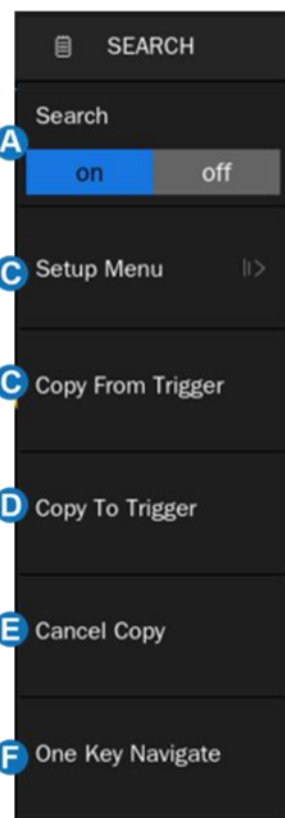 SEARCH
Search
A
on off
C Setup Menu
C Copy From Trigger
D Copy To Trigger
E Cancel Copy
F One Key Navigate